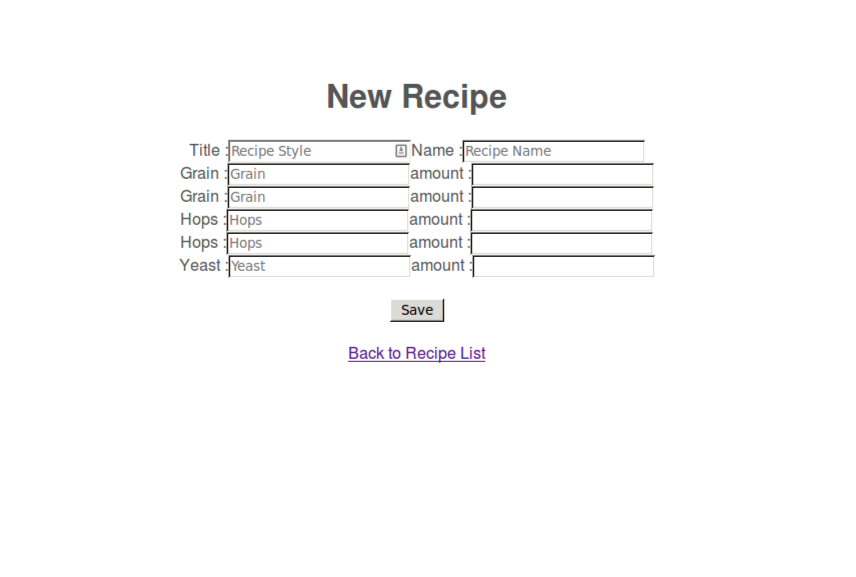 New Recipe
Title : Recipe Style Name : Recipe Name
Grain : Grain amount :
Grain : Grain amount :
Hops : Hops amount :
Hops : Hops amount :
Yeast : Yeast amount :
Save
Back to Recipe List